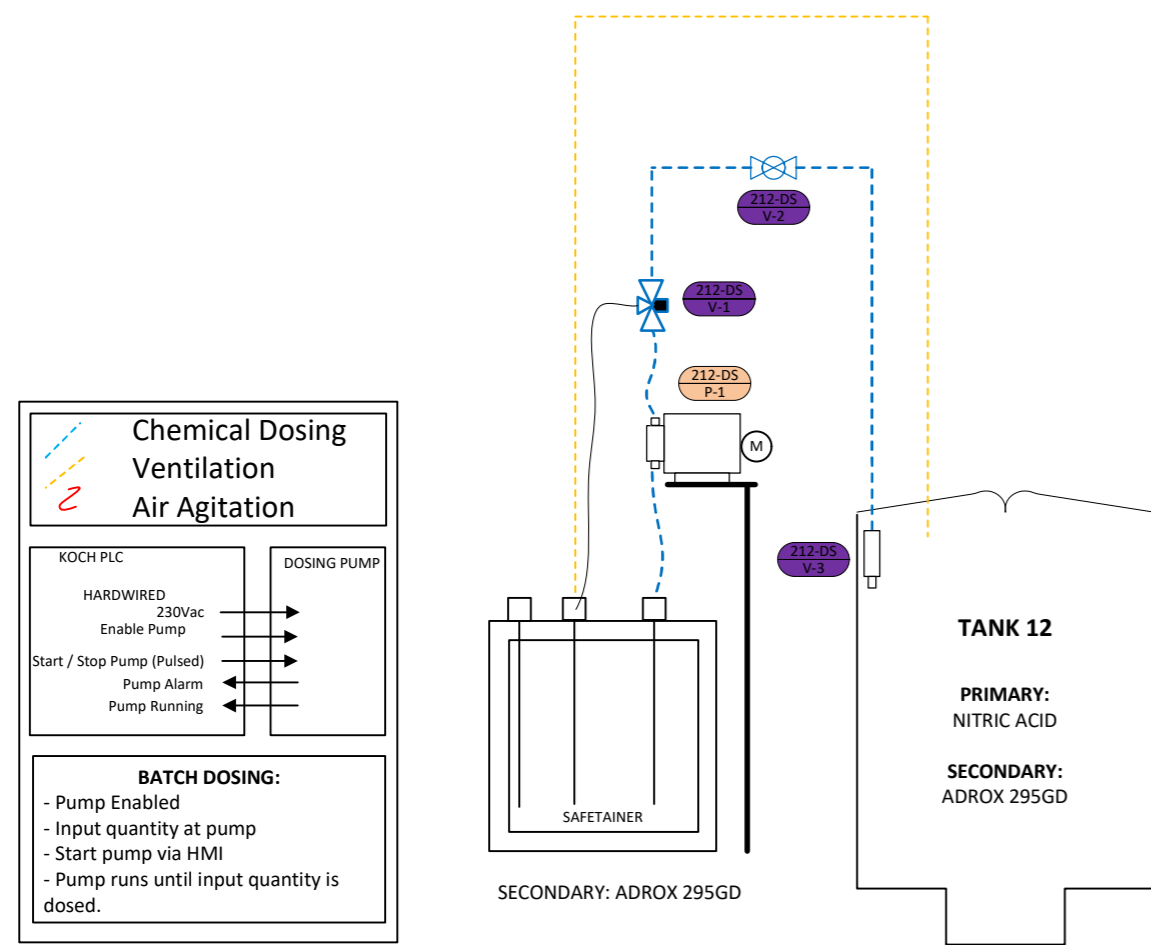 212-DS
V-2
212-DS
V-1
212-DS
P-1
M
Chemical Dosing
Ventilation
Air Agitation
KOCH PLC
DOSING PUMP
HARDWIRED
230Vac
Enable Pump
Start / Stop Pump (Pulsed)
Pump Alarm
Pump Running
212-DS
V-3
TANK 12
PRIMARY:
NITRIC ACID
SECONDARY:
ADROX 295GD
BATCH DOSING:
- Pump Enabled
- Input quantity at pump
- Start pump via HMI
- Pump runs until input quantity is
dosed.
SAFETAINER
SECONDARY: ADROX 295GD